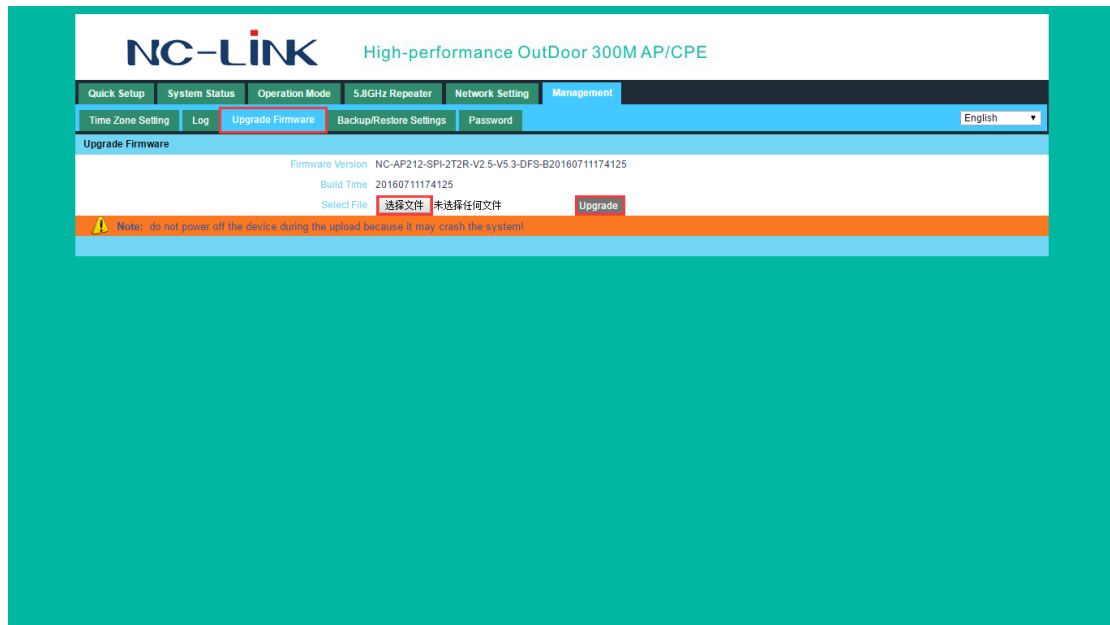 NC-LiNK High-performance OutDoor 300M AP/CPE
Quick Setup System Status Operation Mode 5.8GHz Repeater Network Setting Management
Time Zone Setting Log Upgrade Firmware Backup/Restore Settings Password English
Upgrade Firmware
Firmware Version NC-AP212-SPI-2T2R-V2.5-V5.3-DFS-B20160711174125
Build Time 20160711174125
Select File 选择文件 未选择任何文件 Upgrade
Note: do not power off the device during the upload because it may crash the system!